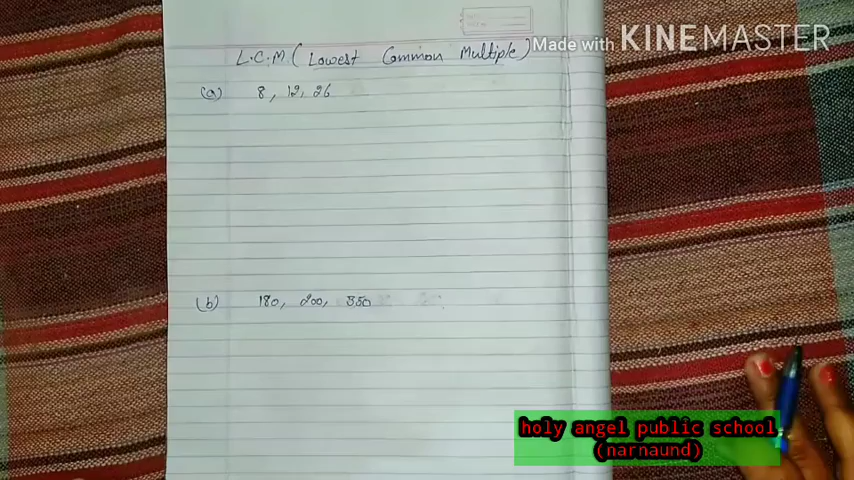 Made with KINEMASTER
L.C.M. (Lowest Common Multiple)
(a) 8, 12, 26
(b) 180, 200, 350
holy angel public school
(narnaund)